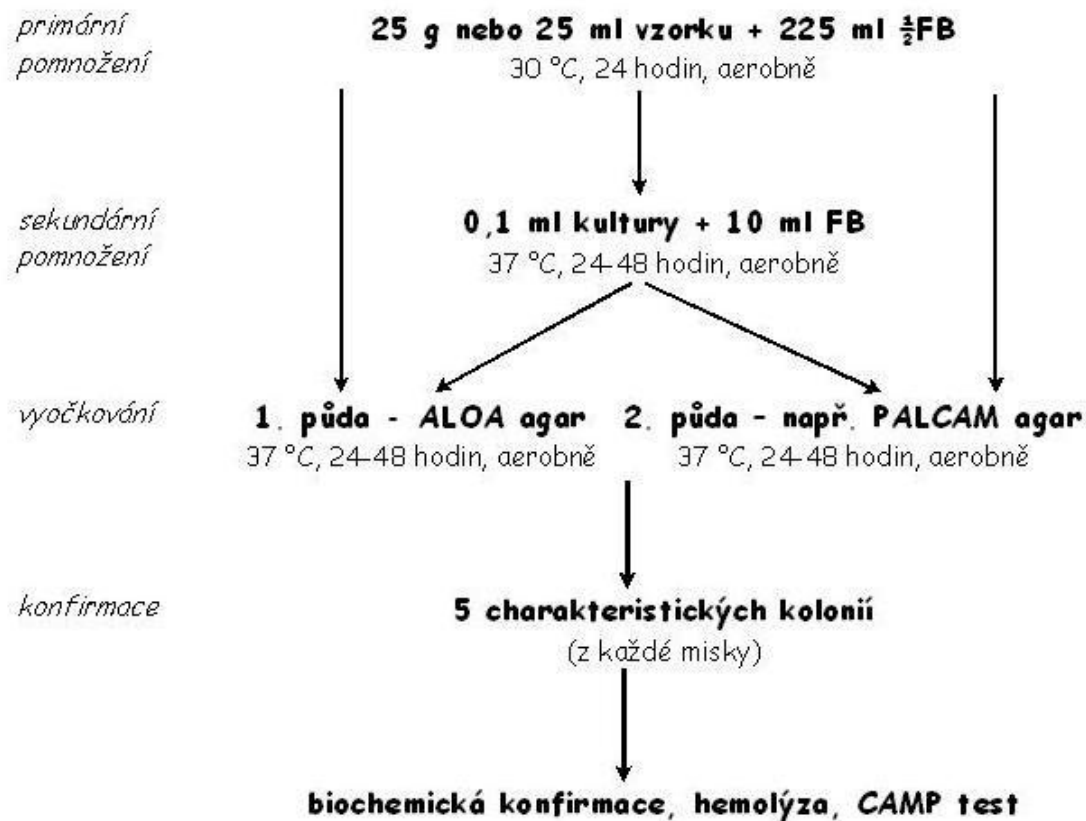 primární
pomnožení
25 g nebo 25 ml vzorku + 225 ml ½FB
30 °C, 24 hodin, aerobně
sekundární
pomnožení
0,1 ml kultury + 10 ml FB
37 °C, 24-48 hodin, aerobně
vyočkování
1. půda - ALOA agar
37 °C, 24-48 hodin, aerobně
2. půda - např. PALCAM agar
37 °C, 24-48 hodin, aerobně
konfirmace
5 charakteristických kolonií
(z každé misky)
biochemická konfirmace, hemolýza, CAMP test